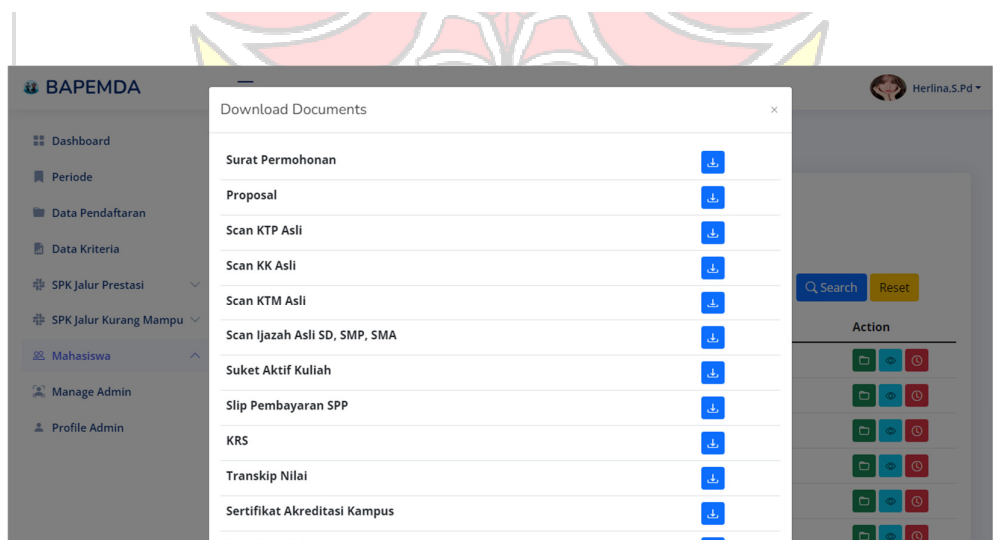 BAPEMDA
Herlina,S.Pd
Download Documents
×
Dashboard
Periode
Data Pendaftaran
Data Kriteria
SPK Jalur Prestasi
SPK Jalur Kurang Mampu
Mahasiswa
Manage Admin
Profile Admin
Surat Permohonan
Proposal
Scan KTP Asli
Scan KK Asli
Scan KTM Asli
Scan Ijazah Asli SD, SMP, SMA
Suket Aktif Kuliah
Slip Pembayaran SPP
KRS
Transkip Nilai
Sertifikat Akreditasi Kampus
Search
Reset
Action